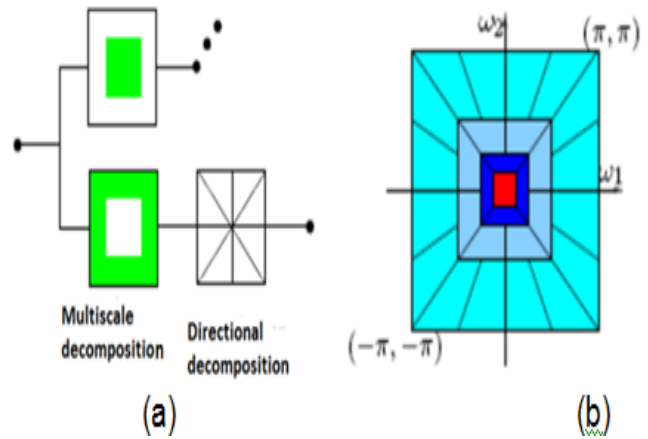 ω2
(π, π)
ω1
Multiscale
decomposition
Directional
decomposition
(−π, −π)
(a)
(b)